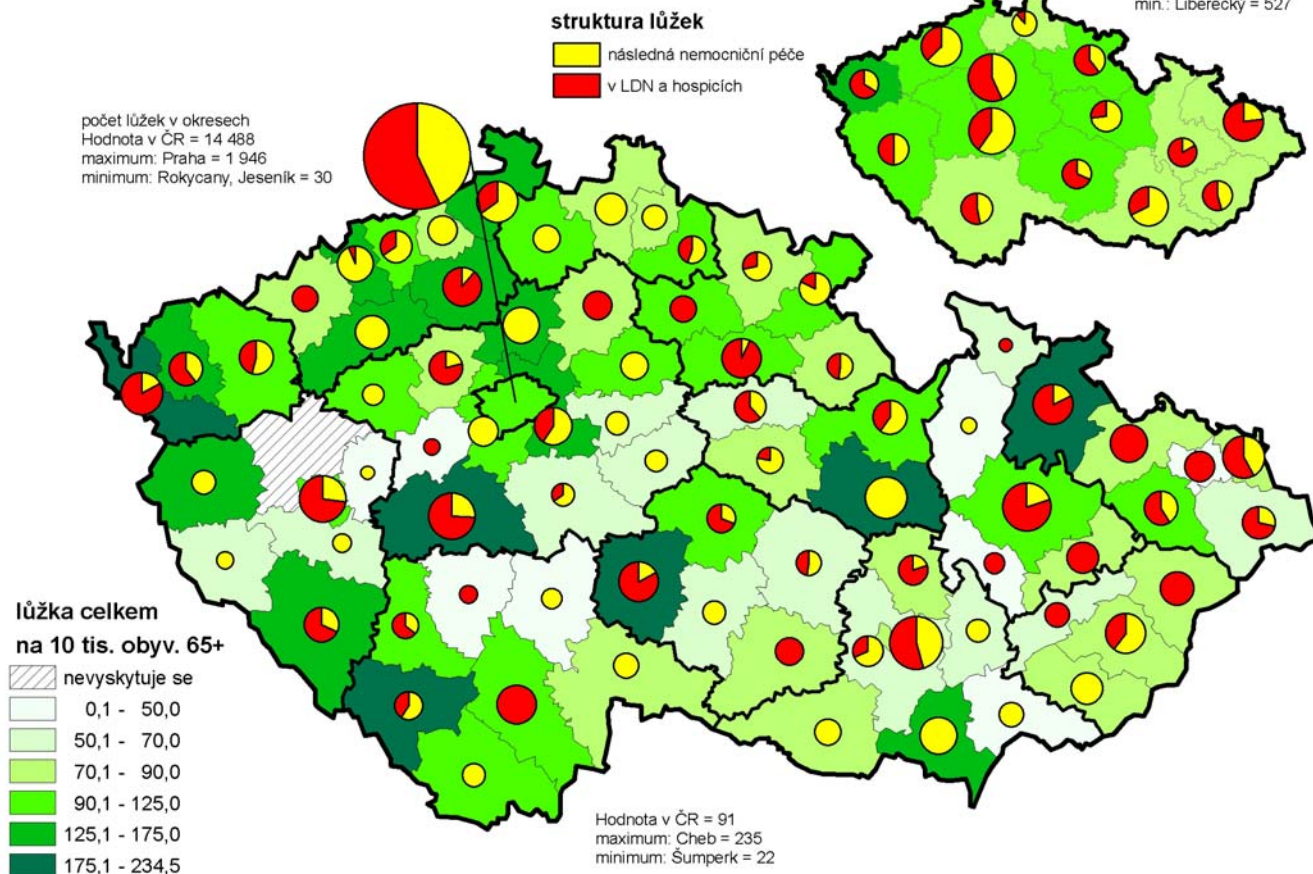 min.: Liberecký = 527
struktura lůžek
následná nemocniční péče
v LDN a hospicích
počet lůžek v okresech
Hodnota v ČR = 14 488
maximum: Praha = 1 946
minimum: Rokycany, Jeseník = 30
lůžka celkem
na 10 tis. obyv. 65+
nevyskytuje se
0,1 - 50,0
50,1 - 70,0
70,1 - 90,0
90,1 - 125,0
125,1 - 175,0
175,1 - 234,5
Hodnota v ČR = 91
maximum: Cheb = 235
minimum: Šumperk = 22